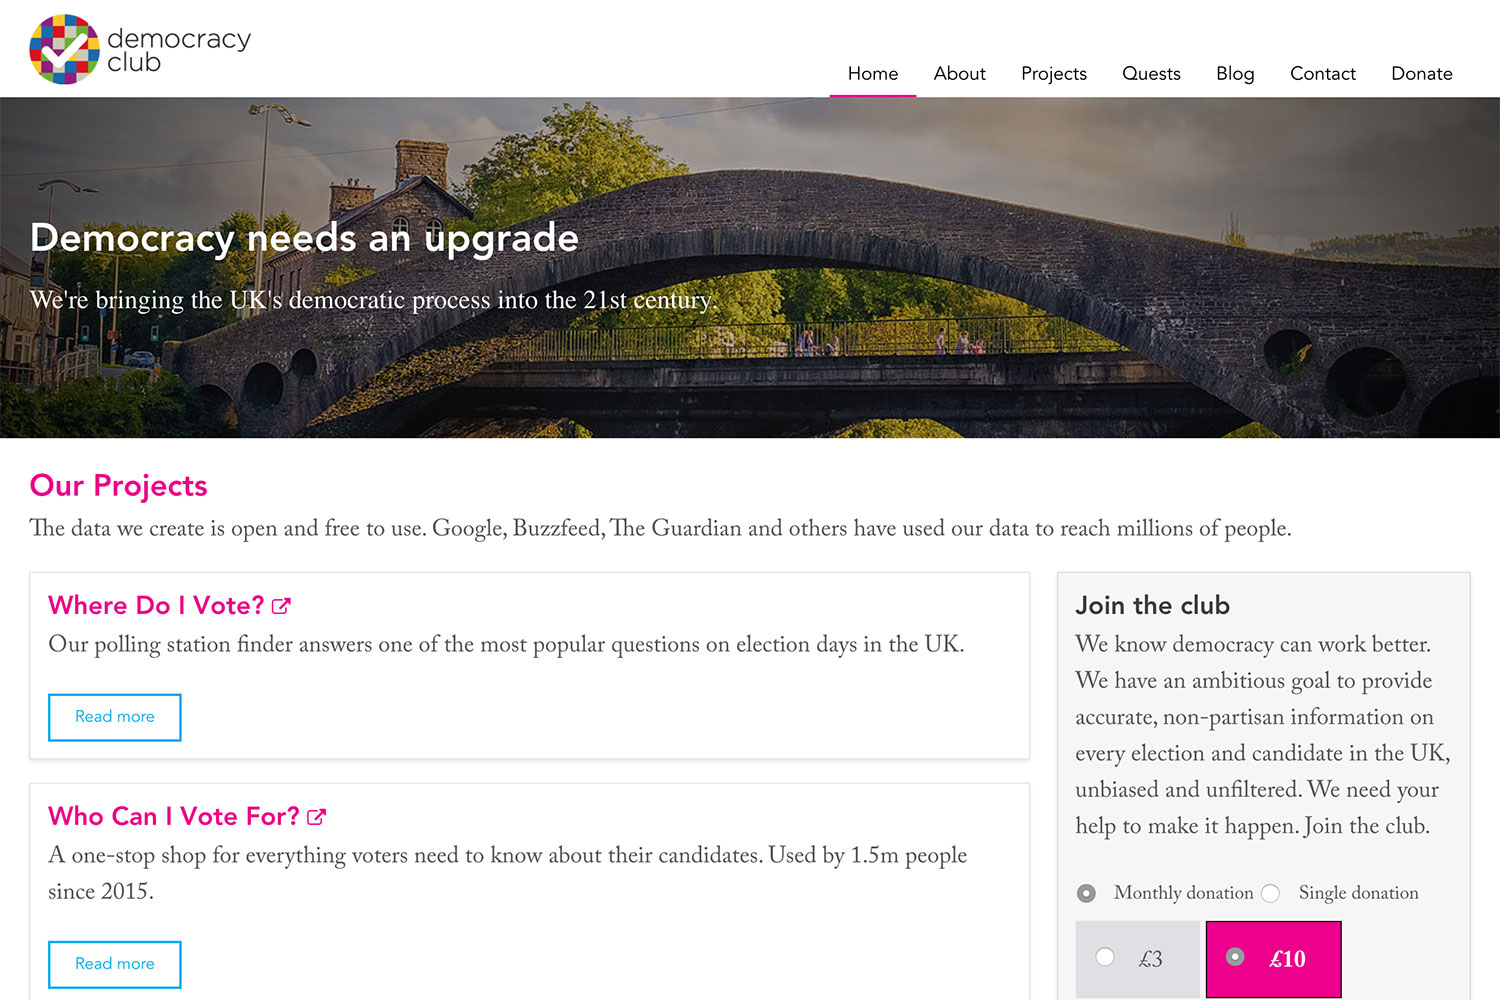 democracy
club
Home About Projects Quests Blog Contact Donate
Democracy needs an upgrade
We're bringing the UK's democratic process into the 21st century.
Our Projects
The data we create is open and free to use. Google, Buzzfeed, The Guardian and others have used our data to reach millions of people.
Where Do I Vote?
Our polling station finder answers one of the most popular questions on election days in the UK.
Read more
Who Can I Vote For?
A one-stop shop for everything voters need to know about their candidates. Used by 1.5m people
since 2015.
Read more
Join the club
We know democracy can work better.
We have an ambitious goal to provide
accurate, non-partisan information on
every election and candidate in the UK,
unbiased and unfiltered. We need your
help to make it happen. Join the club.
Monthly donation Single donation
£3 £10